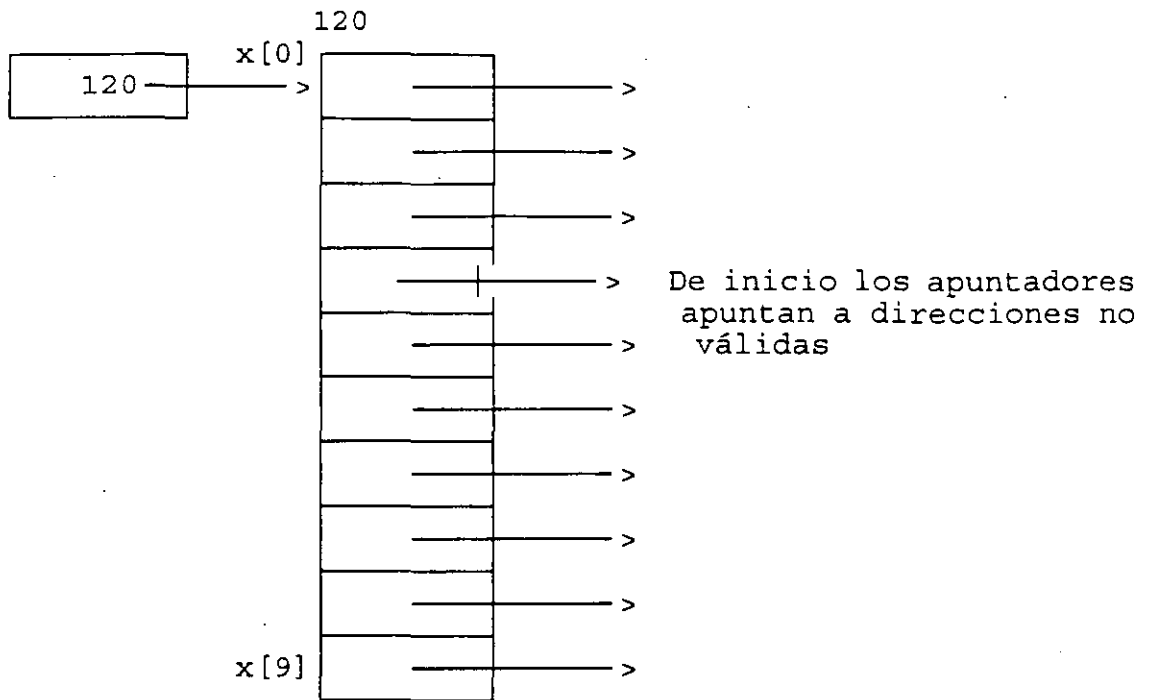 120
x[0]
120
De inicio los apuntadores
apuntan a direcciones no
válidas
x[9]